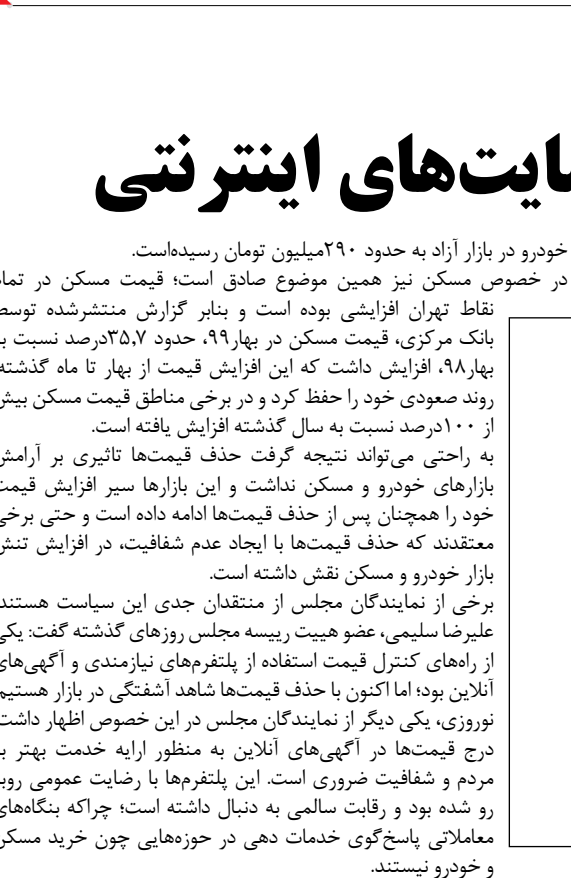 ایت‌های اینترنتی
خودرو در بازار آزاد به حدود ۲۹۰میلیون تومان رسیده‌است.
در خصوص مسکن نیز همین موضوع صادق است؛ قیمت مسکن در تما
نقاط تهران افزایشی بوده است و بنابر گزارش منتشرشده توسط
بانک مرکزی، قیمت مسکن در بهار۹۹، حدود ۳۵,۷درصد نسبت ب
بهار۹۸، افزایش داشت که این افزایش قیمت از بهار تا ماه گذشته
روند صعودی خود را حفظ کرد و در برخی مناطق قیمت مسکن بیش
از ۱۰۰درصد نسبت به سال گذشته افزایش یافته است.
به راحتی می‌تواند نتیجه گرفت حذف قیمت‌ها تاثیری بر آرامش
بازارهای خودرو و مسکن نداشت و این بازارها سیر افزایش قیمت
خود را همچنان پس از حذف قیمت‌ها ادامه داده است و حتی برخی
معتقدند که حذف قیمت‌ها با ایجاد عدم شفافیت، در افزایش تنش
بازار خودرو و مسکن نقش داشته است.
برخی از نمایندگان مجلس از منتقدان جدی این سیاست هستند
علیرضا سلیمی، عضو هییت رییسه مجلس روزهای گذشته گفت: یکی
از راه‌های کنترل قیمت استفاده از پلتفرم‌های نیازمندی و آگهی‌های
آنلاین بود؛ اما اکنون با حذف قیمت‌ها شاهد آشفتگی در بازار هستیم
نوروزی، یکی دیگر از نمایندگان مجلس در این خصوص اظهار داشت
درج قیمت‌ها در آگهی‌های آنلاین به منظور ارایه خدمت بهتر ب
مردم و شفافیت ضروری است. این پلتفرم‌ها با رضایت عمومی روب
رو شده بود و رقابت سالمی به دنبال داشته است؛ چراکه بنگاه‌های
معاملاتی پاسخ‌گوی خدمات دهی در حوزه‌هایی چون خرید مسکن
و خودرو نیستند.